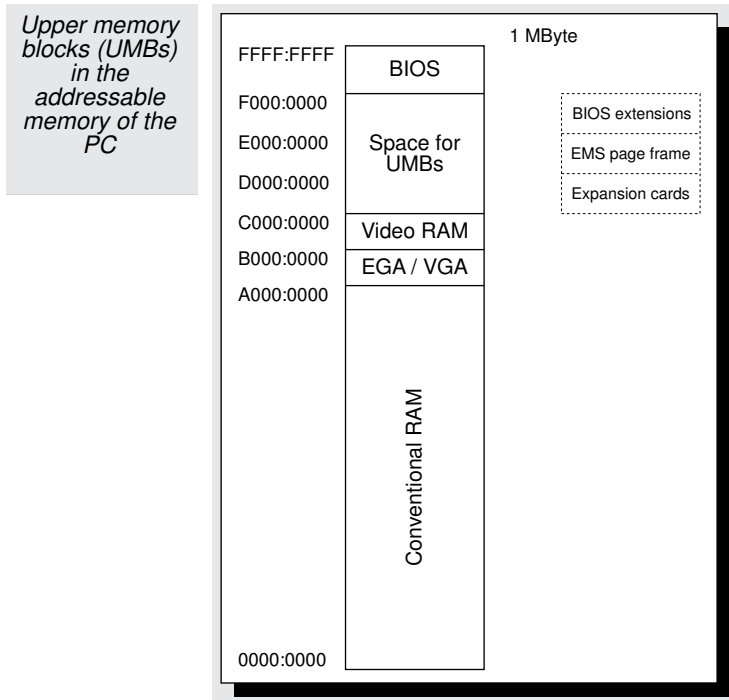 Upper memory
blocks (UMBs)
in the
addressable
memory of the
PC
1 MByte
FFFF:FFFF
BIOS
F000:0000
BIOS extensions
E000:0000
Space for
UMBs
EMS page frame
D000:0000
Expansion cards
C000:0000
Video RAM
B000:0000
EGA / VGA
A000:0000
Conventional RAM
0000:0000